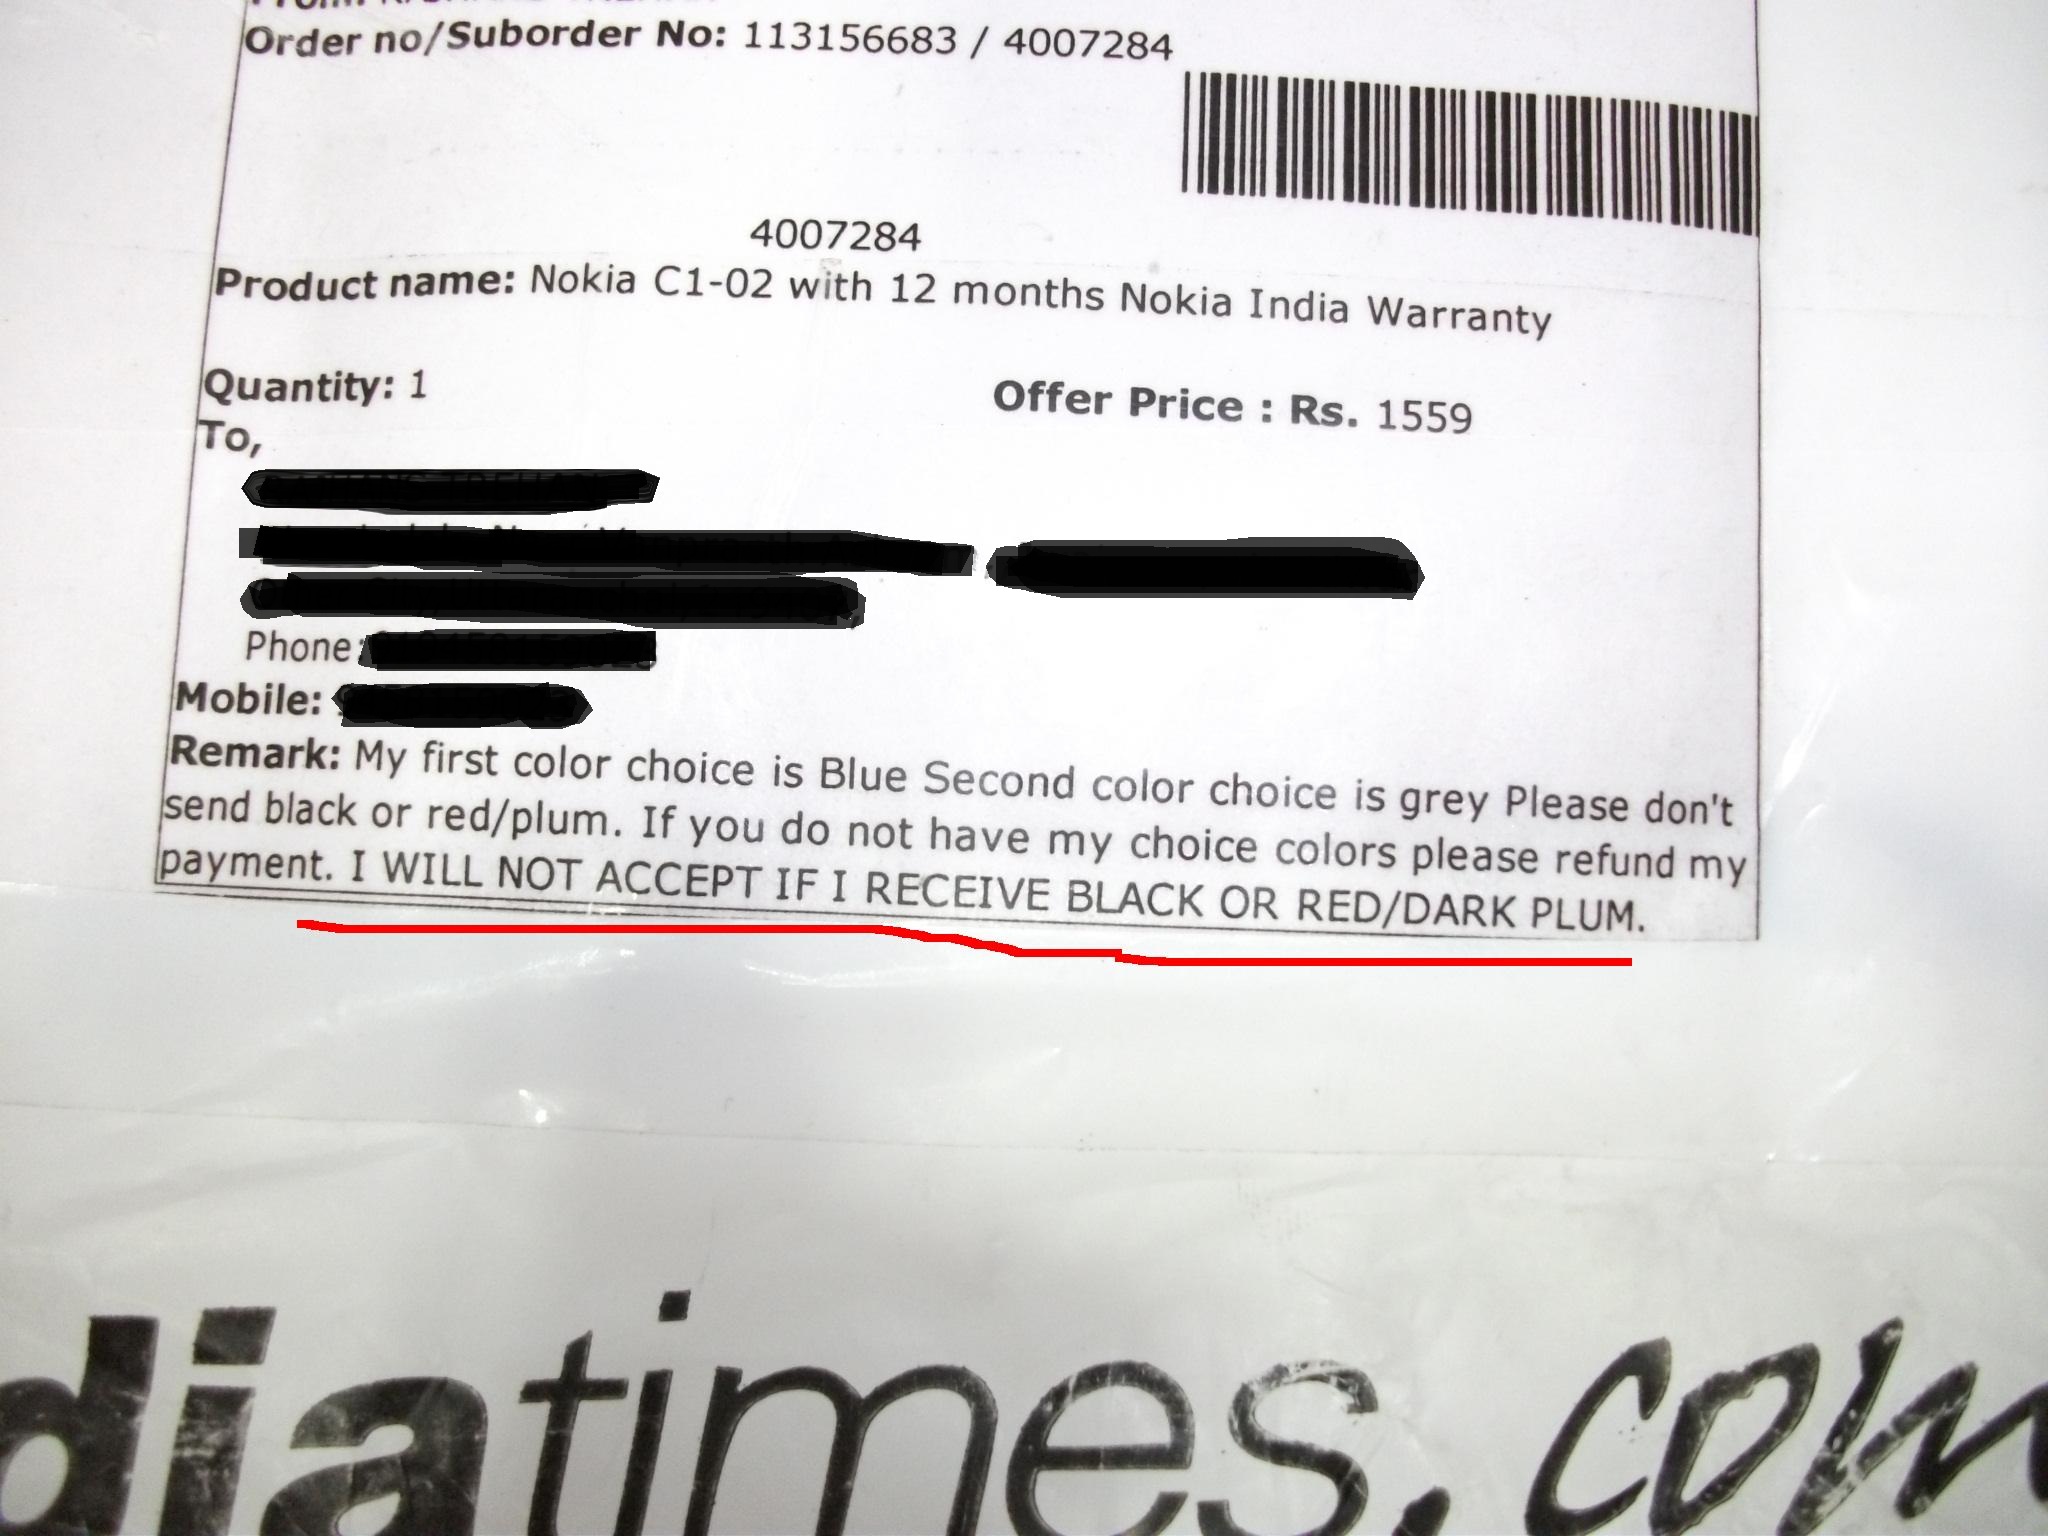 Order no/Suborder No: 113156683 / 4007284
4007284
Product name: Nokia C1-02 with 12 months Nokia India Warranty
Quantity: 1 Offer Price : Rs. 1559
To,
Phone:
Mobile:
Remark: My first color choice is Blue Second color choice is grey Please don't
send black or red/plum. If you do not have my choice colors please refund my
payment. I WILL NOT ACCEPT IF I RECEIVE BLACK OR RED/DARK PLUM.
diatimes.com